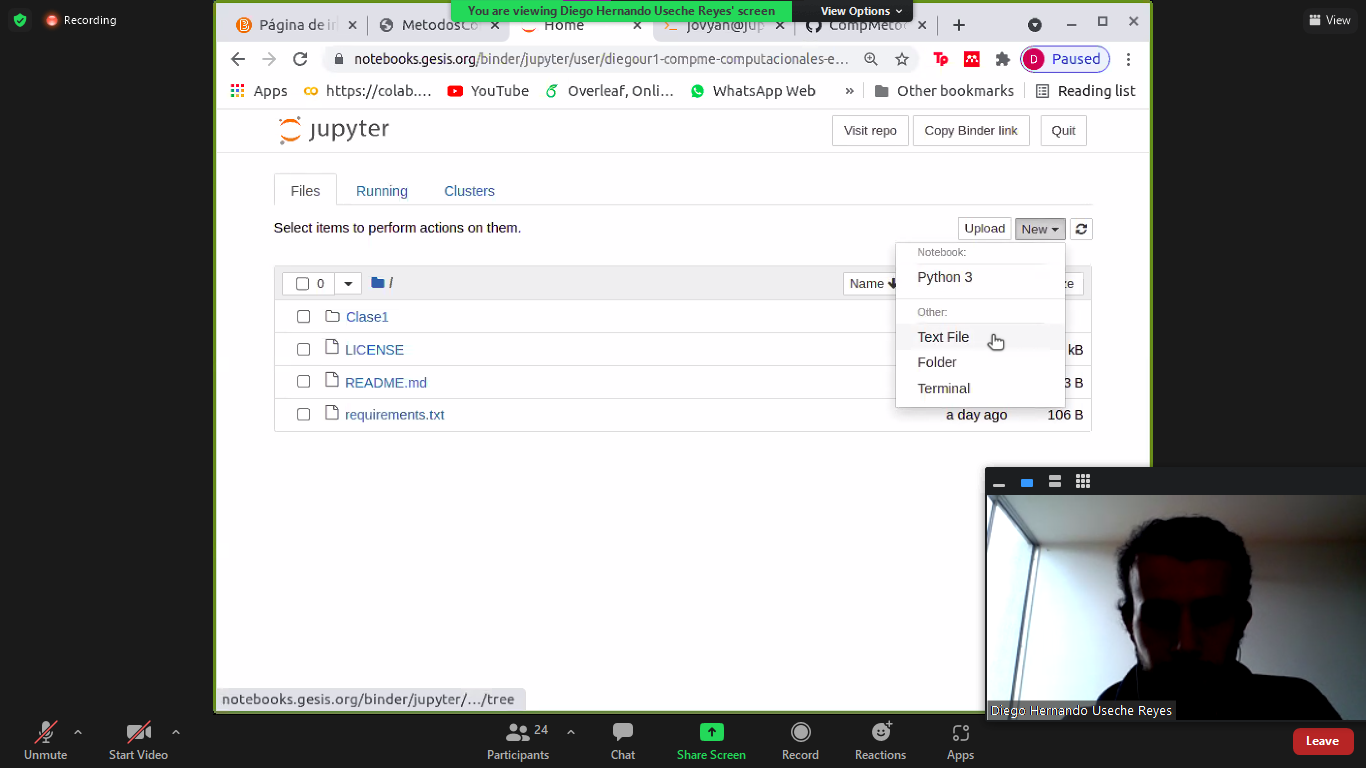 Recording
You are viewing Diego Hernando Useche Reyes' screen
View Options
View
Página de ir
MetodosCo
Home
jovyan@jup
CompMetod
notebooks.gesis.org/binder/jupyter/user/diegour1-compme-computacionales-e...
D Paused
Apps
https://colab....
YouTube
Overleaf, Onli...
WhatsApp Web
»
Other bookmarks
Reading list
jupyter
Visit repo
Copy Binder link
Quit
Files
Running
Clusters
Select items to perform actions on them.
Upload
New
Notebook:
Python 3
Other:
Text File
Folder
Terminal
0
/
Name
ze
Clase1
LICENSE
kB
README.md
3 B
requirements.txt
a day ago
106 B
notebooks.gesis.org/binder/jupyter/.../tree
Diego Hernando Useche Reyes
Unmute
Start Video
Participants
24
Chat
Share Screen
Record
Reactions
Apps
Leave